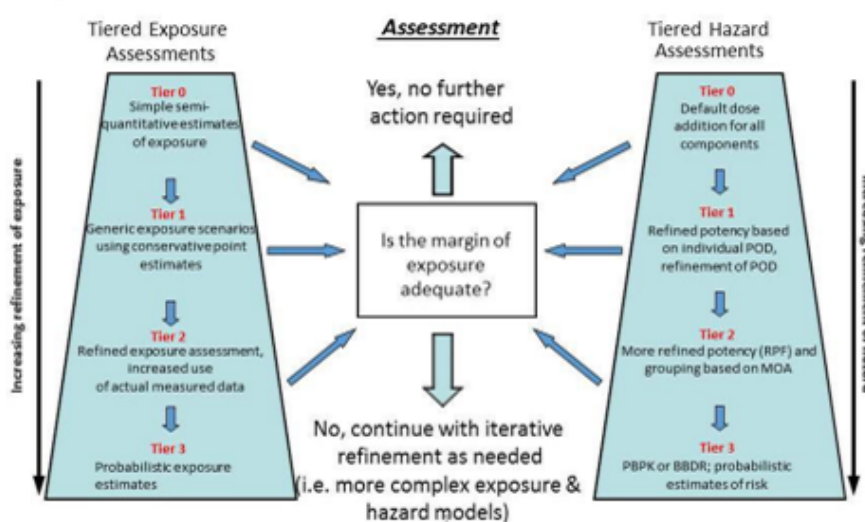 Tiered Exposure
Assessments
Assessment
Tiered Hazard
Assessments
Increasing refinement of exposure
Tier 0
Simple semi-
quantitative estimates
of exposure
Tier 1
Generic exposure scenarios
using conservative point
estimates
Tier 2
Refined exposure assessment,
increased use
of actual measured data
Tier 3
Probabilistic exposure
estimates
Yes, no further
action required
Is the margin of
exposure
adequate?
No, continue with iterative
refinement as needed
(i.e. more complex exposure &
hazard models)
Tier 0
Default dose
addition for all
components
Tier 1
Refined potency based
on individual POD,
refinement of POD
Tier 2
More refined potency (RPF) and
grouping based on MOA
Tier 3
PBPK or BBDR; probabilistic
estimates of risk